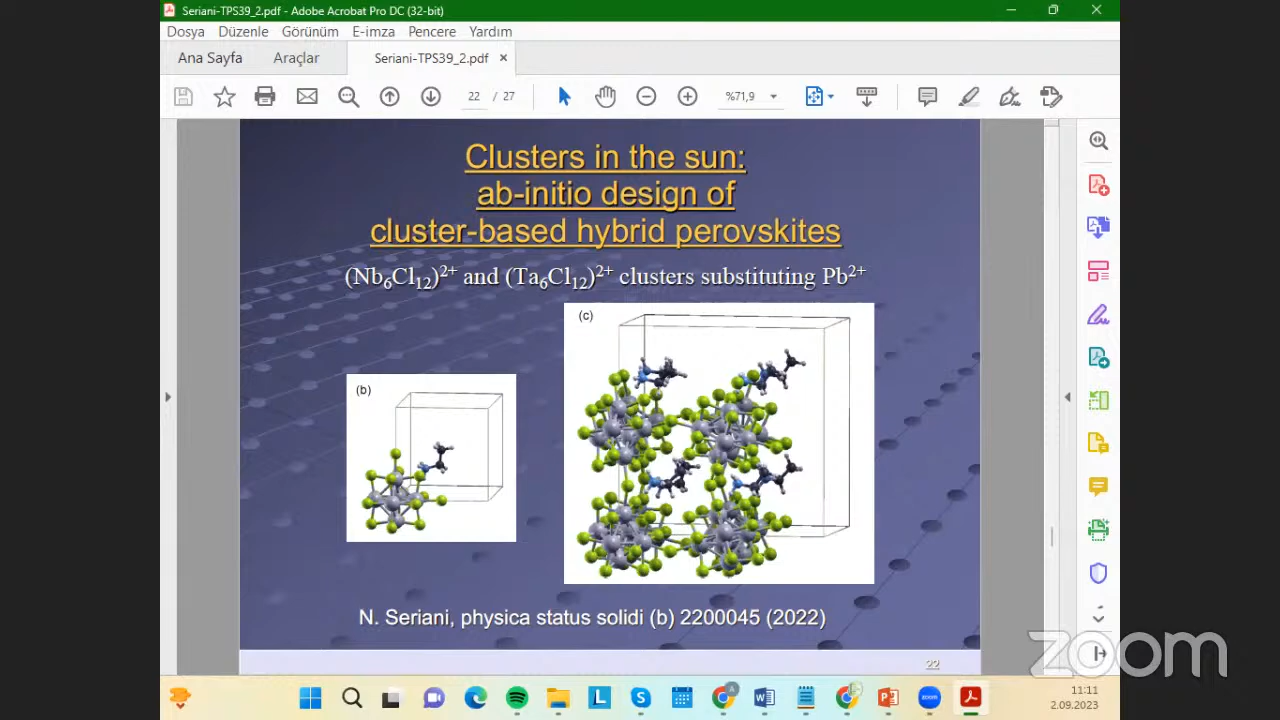 Seriani-TPS39_2.pdf - Adobe Acrobat Pro DC (32-bit)
Dosya Düzenle Görünüm E-imza Pencere Yardım
Ana Sayfa Araçlar Seriani-TPS39_2.pdf ×
22 / 27 %71,9
Clusters in the sun:
ab-initio design of
cluster-based hybrid perovskites
(Nb₆Cl₁₂)²⁺ and (Ta₆Cl₁₂)²⁺ clusters substituting Pb²⁺
(c)
(b)
N. Seriani, physica status solidi (b) 2200045 (2022)
22
zoom
11:11
2.09.2023